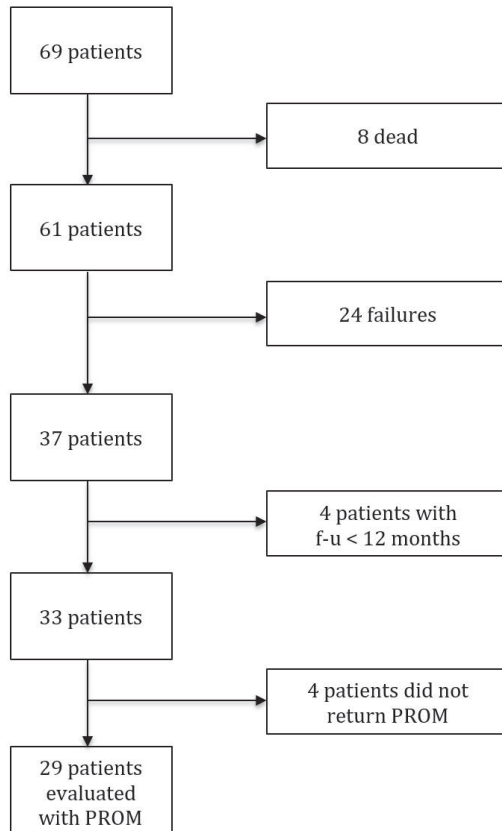 69 patients
8 dead
61 patients
24 failures
37 patients
4 patients with
f-u < 12 months
33 patients
4 patients did not
return PROM
29 patients
evaluated
with PROM